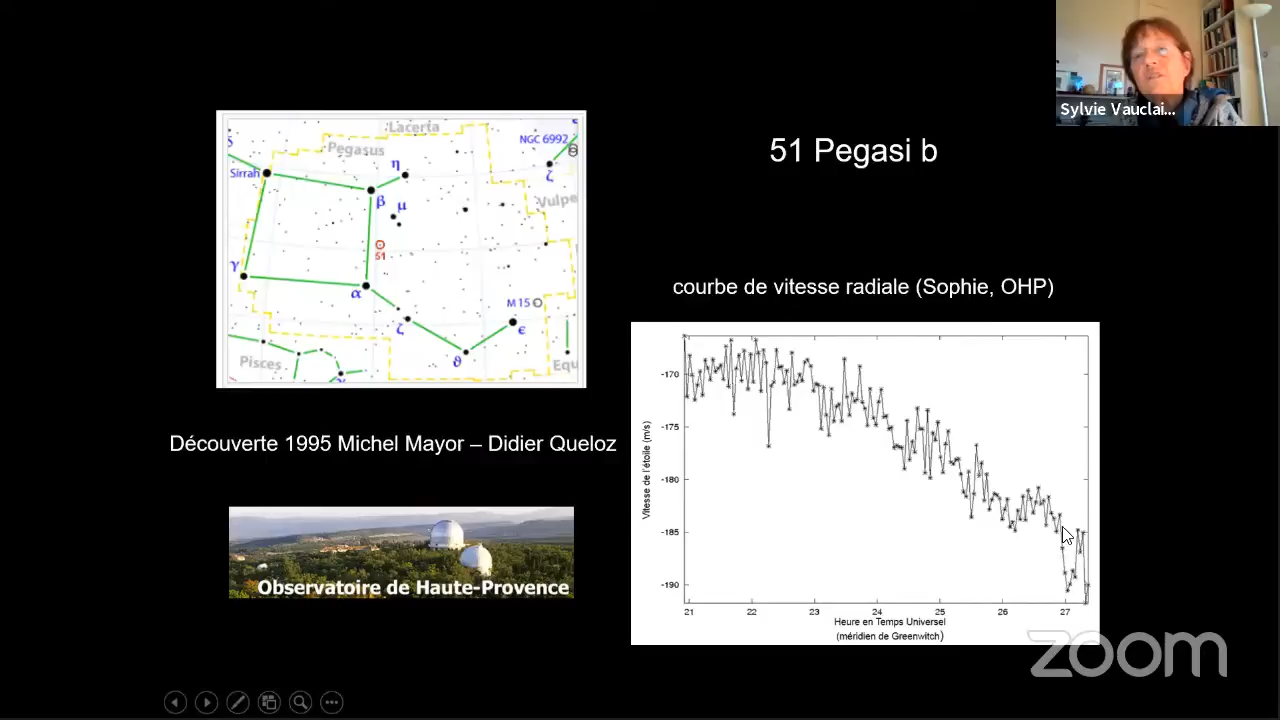 Sylvie Vauclai...
51 Pegasi b
Lacerta
NGC 6992
Pegasus
η
Sirrah
ζ
β
μ
Vulpe
51
γ
α
M 15
ζ
ε
ϑ
Pisces
Equ
γ
courbe de vitesse radiale (Sophie, OHP)
Vitesse de l'étoile (m/s)
-170
-175
-180
-185
-190
21 22 23 24 25 26 27
Heure en Temps Universel
(méridien de Greenwitch)
Découverte 1995 Michel Mayor – Didier Queloz
Observatoire de Haute-Provence
zoom